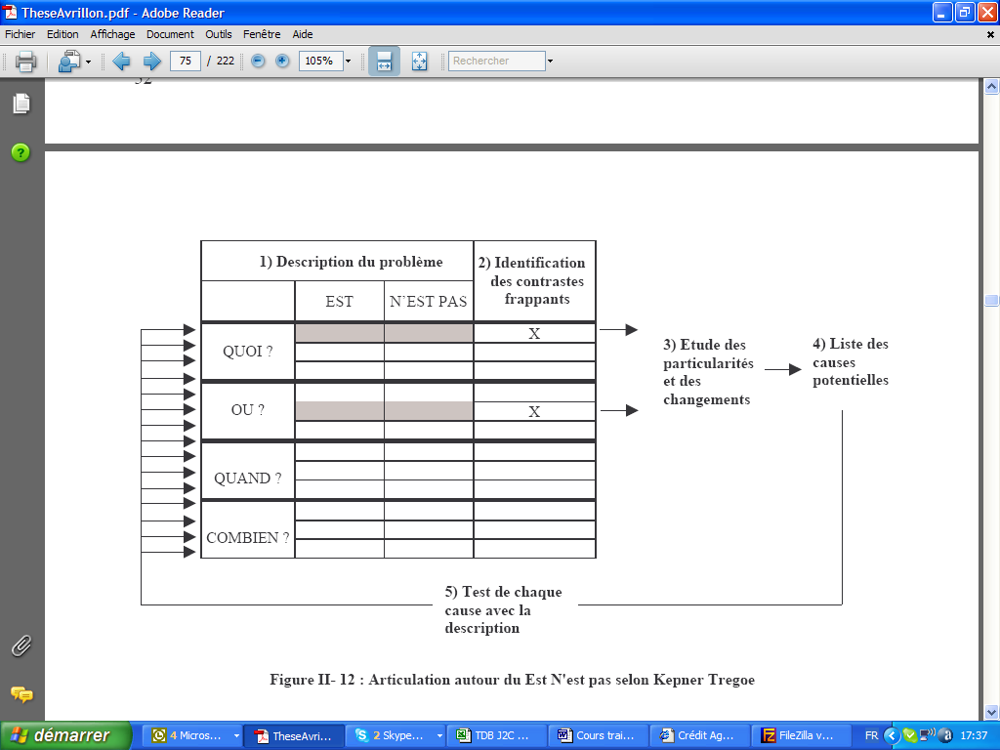 TheseAvrillon.pdf - Adobe Reader
Fichier Edition Affichage Document Outils Fenêtre Aide
75 / 222 105% Rechercher
1) Description du problème
2) Identification
des contrastes
frappants
EST N'EST PAS
QUOI ?
X
OU ?
X
QUAND ?
COMBIEN ?
3) Etude des
particularités
et des
changements
4) Liste des
causes
potentielles
5) Test de chaque
cause avec la
description
Figure II- 12 : Articulation autour du Est N'est pas selon Kepner Tregoe
démarrer 4 Micros... TheseAvri... 2 Skype... TDB J2C ... Cours trai... Crédit Ag... FileZilla v... FR 17:37